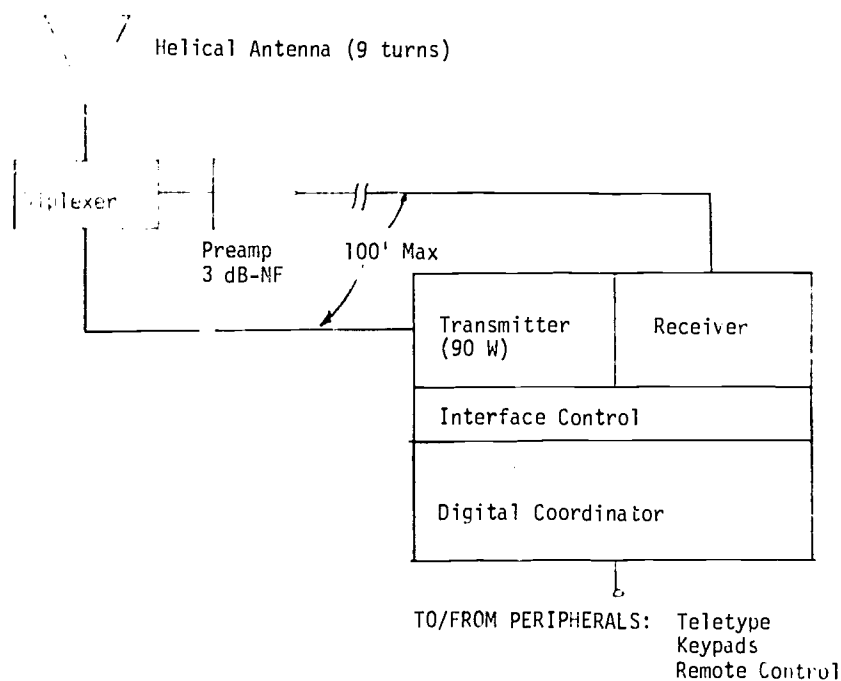 Helical Antenna (9 turns)
Diplexer
Preamp
3 dB-NF
100' Max
Transmitter
(90 W)
Receiver
Interface Control
Digital Coordinator
TO/FROM PERIPHERALS: Teletype
Keypads
Remote Control